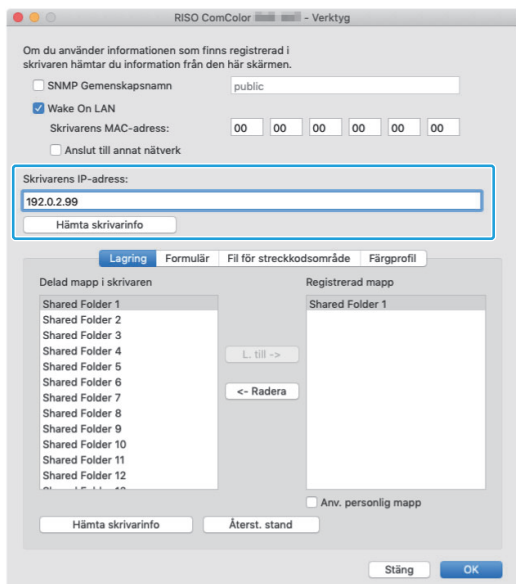 RISO ComColor - Verktyg
Om du använder informationen som finns registrerad i
skrivaren hämtar du information från den här skärmen.
SNMP Gemenskapsnamn
public
Wake On LAN
Skrivarens MAC-adress:
00 00 00 00 00 00
Anslut till annat nätverk
Skrivarens IP-adress:
192.0.2.99
Hämta skrivarinfo
Lagring Formulär Fil för streckkodsområde Färgprofil
Delad mapp i skrivaren Registrerad mapp
Shared Folder 1 Shared Folder 1
Shared Folder 2
Shared Folder 3
Shared Folder 4
Shared Folder 5
Shared Folder 6
Shared Folder 7
Shared Folder 8
Shared Folder 9
Shared Folder 10
Shared Folder 11
Shared Folder 12
L. till ->
<- Radera
Anv. personlig mapp
Hämta skrivarinfo Återst. stand
Stäng OK